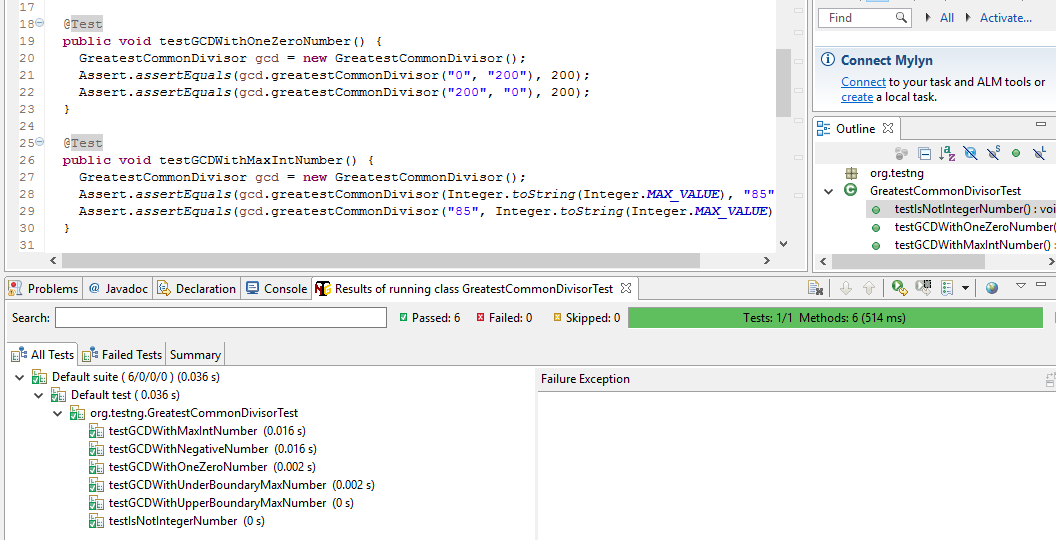 17
18 @Test
19 public void testGCDWithOneZeroNumber() {
20 GreatestCommonDivisor gcd = new GreatestCommonDivisor();
21 Assert.assertEquals(gcd.greatestCommonDivisor("0", "200"), 200);
22 Assert.assertEquals(gcd.greatestCommonDivisor("200", "0"), 200);
23 }
24
25 @Test
26 public void testGCDWithMaxIntNumber() {
27 GreatestCommonDivisor gcd = new GreatestCommonDivisor();
28 Assert.assertEquals(gcd.greatestCommonDivisor(Integer.toString(Integer.MAX_VALUE), "85"
29 Assert.assertEquals(gcd.greatestCommonDivisor("85", Integer.toString(Integer.MAX_VALUE)
30 }
31
Find All Activate...
Connect Mylyn
Connect to your task and ALM tools or
create a local task.
Outline
org.testng
GreatestCommonDivisorTest
testIsNotIntegerNumber() : voi
testGCDWithOneZeroNumber(
testGCDWithMaxIntNumber() :
Problems @ Javadoc Declaration Console Results of running class GreatestCommonDivisorTest
Search: Passed: 6 Failed: 0 Skipped: 0 Tests: 1/1 Methods: 6 (514 ms)
All Tests Failed Tests Summary
Default suite ( 6/0/0/0 ) (0.036 s)
Default test ( 0.036 s)
org.testng.GreatestCommonDivisorTest
testGCDWithMaxIntNumber (0.016 s)
testGCDWithNegativeNumber (0.016 s)
testGCDWithOneZeroNumber (0.002 s)
testGCDWithUnderBoundaryMaxNumber (0.002 s)
testGCDWithUpperBoundaryMaxNumber (0 s)
testIsNotIntegerNumber (0 s)
Failure Exception